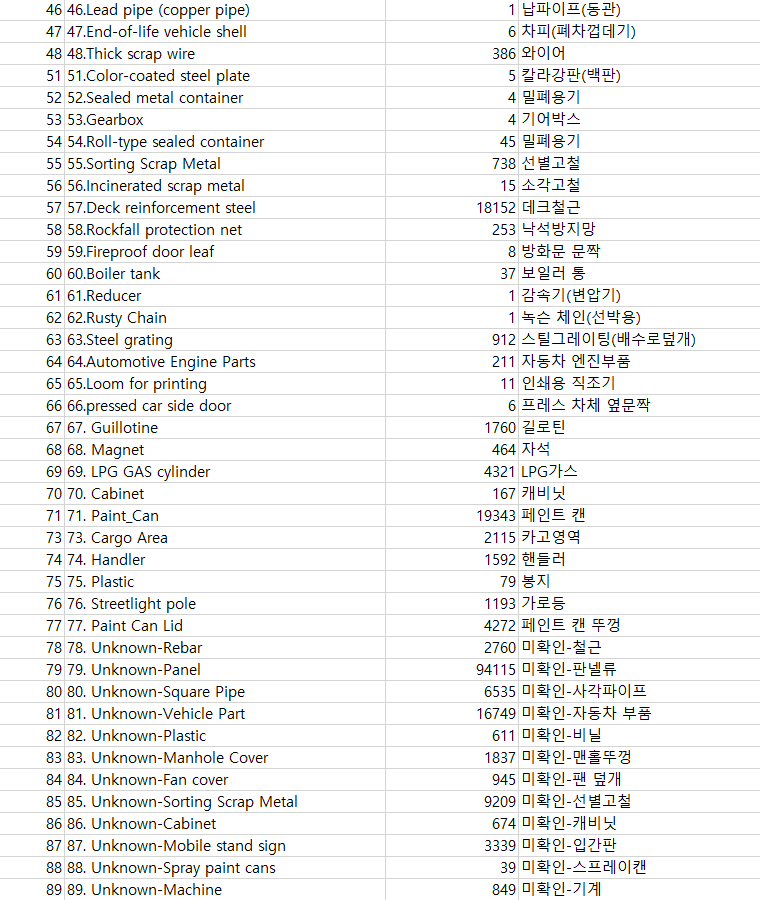 46 46.Lead pipe (copper pipe) 1 납파이프(동관)
47 47.End-of-life vehicle shell 6 차피(폐차껍데기)
48 48.Thick scrap wire 386 와이어
51 51.Color-coated steel plate 5 칼라강판(백판)
52 52.Sealed metal container 4 밀폐용기
53 53.Gearbox 4 기어박스
54 54.Roll-type sealed container 45 밀폐용기
55 55.Sorting Scrap Metal 738 선별고철
56 56.Incinerated scrap metal 15 소각고철
57 57.Deck reinforcement steel 18152 데크철근
58 58.Rockfall protection net 253 낙석방지망
59 59.Fireproof door leaf 8 방화문 문짝
60 60.Boiler tank 37 보일러 통
61 61.Reducer 1 감속기(변압기)
62 62.Rusty Chain 1 녹슨 체인(선박용)
63 63.Steel grating 912 스틸그레이팅(배수로덮개)
64 64.Automotive Engine Parts 211 자동차 엔진부품
65 65.Loom for printing 11 인쇄용 직조기
66 66.pressed car side door 6 프레스 차체 옆문짝
67 67. Guillotine 1760 길로틴
68 68. Magnet 464 자석
69 69. LPG GAS cylinder 4321 LPG가스
70 70. Cabinet 167 캐비닛
71 71. Paint_Can 19343 페인트 캔
73 73. Cargo Area 2115 카고영역
74 74. Handler 1592 핸들러
75 75. Plastic 79 봉지
76 76. Streetlight pole 1193 가로등
77 77. Paint Can Lid 4272 페인트 캔 뚜껑
78 78. Unknown-Rebar 2760 미확인-철근
79 79. Unknown-Panel 94115 미확인-판넬류
80 80. Unknown-Square Pipe 6535 미확인-사각파이프
81 81. Unknown-Vehicle Part 16749 미확인-자동차 부품
82 82. Unknown-Plastic 611 미확인-비닐
83 83. Unknown-Manhole Cover 1837 미확인-맨홀뚜껑
84 84. Unknown-Fan cover 945 미확인-팬 덮개
85 85. Unknown-Sorting Scrap Metal 9209 미확인-선별고철
86 86. Unknown-Cabinet 674 미확인-캐비닛
87 87. Unknown-Mobile stand sign 3339 미확인-입간판
88 88. Unknown-Spray paint cans 39 미확인-스프레이캔
89 89. Unknown-Machine 849 미확인-기계